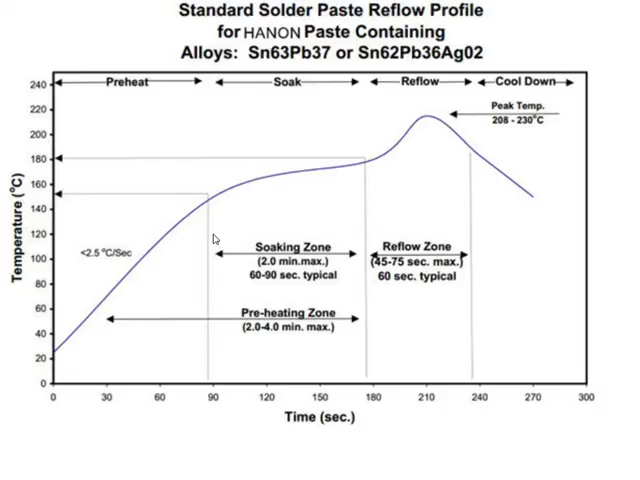 Standard Solder Paste Reflow Profile
for HANON Paste Containing
Alloys: Sn63Pb37 or Sn62Pb36Ag02
Preheat Soak Reflow Cool Down
Peak Temp.
208 - 230°C
240
220
200
180
160
140
120
100
80
60
40
20
0
Temperature (°C)
<2.5 °C/Sec
Soaking Zone
(2.0 min.max.)
60-90 sec. typical
Reflow Zone
(45-75 sec. max.)
60 sec. typical
Pre-heating Zone
(2.0-4.0 min. max.)
0 30 60 90 120 150 180 210 240 270 300
Time (sec.)